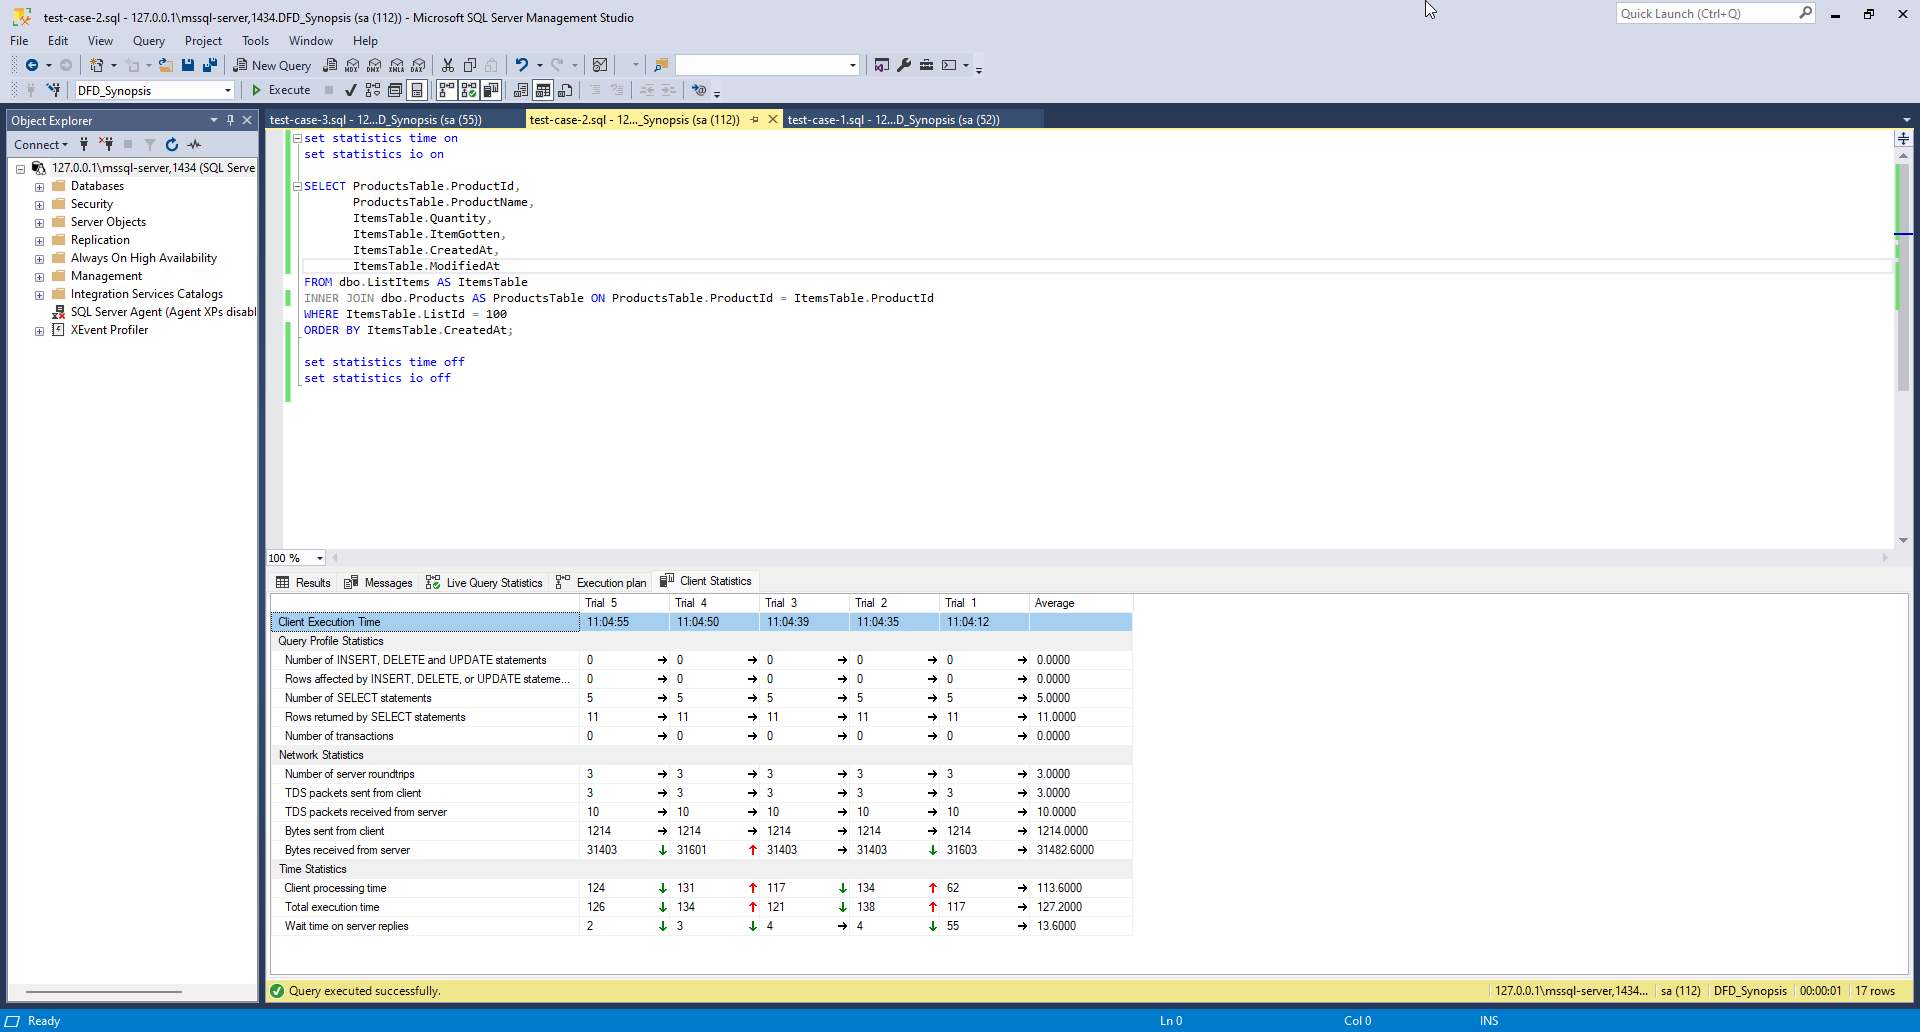 test-case-2.sql - 127.0.0.1\mssql-server,1434.DFD_Synopsis (sa (112)) - Microsoft SQL Server Management Studio
Quick Launch (Ctrl+Q)
File Edit View Query Project Tools Window Help
New Query
MDX DMX XMLA DAX
DFD_Synopsis
Execute
Object Explorer
Connect
127.0.0.1\mssql-server,1434 (SQL Serve
Databases
Security
Server Objects
Replication
Always On High Availability
Management
Integration Services Catalogs
SQL Server Agent (Agent XPs disabl
XEvent Profiler
test-case-3.sql - 12...D_Synopsis (sa (55))
test-case-2.sql - 12..._Synopsis (sa (112))
test-case-1.sql - 12...D_Synopsis (sa (52))
set statistics time on
set statistics io on
SELECT ProductsTable.ProductId,
ProductsTable.ProductName,
ItemsTable.Quantity,
ItemsTable.ItemGotten,
ItemsTable.CreatedAt,
ItemsTable.ModifiedAt
FROM dbo.ListItems AS ItemsTable
INNER JOIN dbo.Products AS ProductsTable ON ProductsTable.ProductId = ItemsTable.ProductId
WHERE ItemsTable.ListId = 100
ORDER BY ItemsTable.CreatedAt;
set statistics time off
set statistics io off
100 %
Results Messages Live Query Statistics Execution plan Client Statistics
Trial 5 Trial 4 Trial 3 Trial 2 Trial 1 Average
Client Execution Time 11:04:55 11:04:50 11:04:39 11:04:35 11:04:12
Query Profile Statistics
Number of INSERT, DELETE and UPDATE statements 0 → 0 → 0 → 0 → 0 → 0.0000
Rows affected by INSERT, DELETE, or UPDATE stateme... 0 → 0 → 0 → 0 → 0 → 0.0000
Number of SELECT statements 5 → 5 → 5 → 5 → 5 → 5.0000
Rows returned by SELECT statements 11 → 11 → 11 → 11 → 11 → 11.0000
Number of transactions 0 → 0 → 0 → 0 → 0 → 0.0000
Network Statistics
Number of server roundtrips 3 → 3 → 3 → 3 → 3 → 3.0000
TDS packets sent from client 3 → 3 → 3 → 3 → 3 → 3.0000
TDS packets received from server 10 → 10 → 10 → 10 → 10 → 10.0000
Bytes sent from client 1214 → 1214 → 1214 → 1214 → 1214 → 1214.0000
Bytes received from server 31403 ↓ 31601 ↑ 31403 → 31403 ↓ 31603 → 31482.6000
Time Statistics
Client processing time 124 ↓ 131 ↑ 117 ↓ 134 ↑ 62 → 113.6000
Total execution time 126 ↓ 134 ↑ 121 ↓ 138 ↑ 117 → 127.2000
Wait time on server replies 2 ↓ 3 ↓ 4 → 4 ↓ 55 → 13.6000
Query executed successfully.
127.0.0.1\mssql-server,1434... sa (112) DFD_Synopsis 00:00:01 17 rows
Ready Ln 0 Col 0 INS